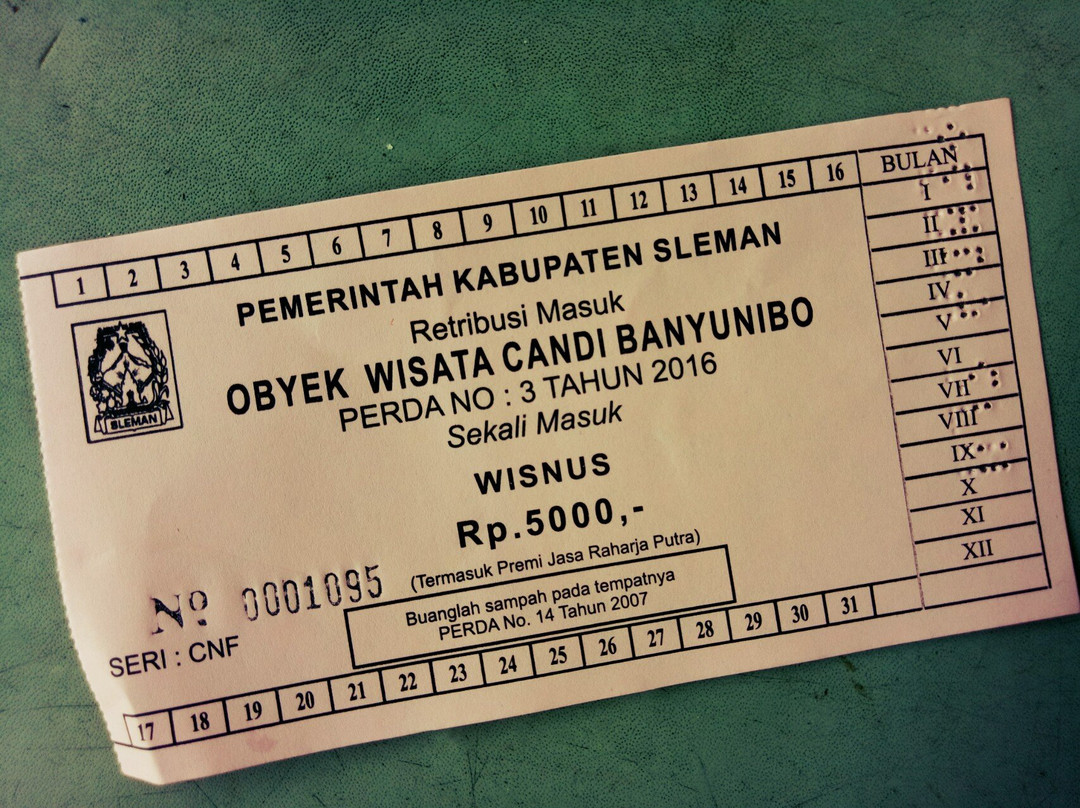 1 2 3 4 5 6 7 8 9 10 11 12 13 14 15 16
BULAN
I
II
III
IV
V
VI
VII
VIII
IX
X
XI
XII
PEMERINTAH KABUPATEN SLEMAN
Retribusi Masuk
OBYEK WISATA CANDI BANYUNIBO
PERDA NO : 3 TAHUN 2016
Sekali Masuk
SLEMAN
WISNUS
Rp.5000,-
(Termasuk Premi Jasa Raharja Putra)
Nº 0001095
Buanglah sampah pada tempatnya
PERDA No. 14 Tahun 2007
SERI : CNF
17 18 19 20 21 22 23 24 25 26 27 28 29 30 31